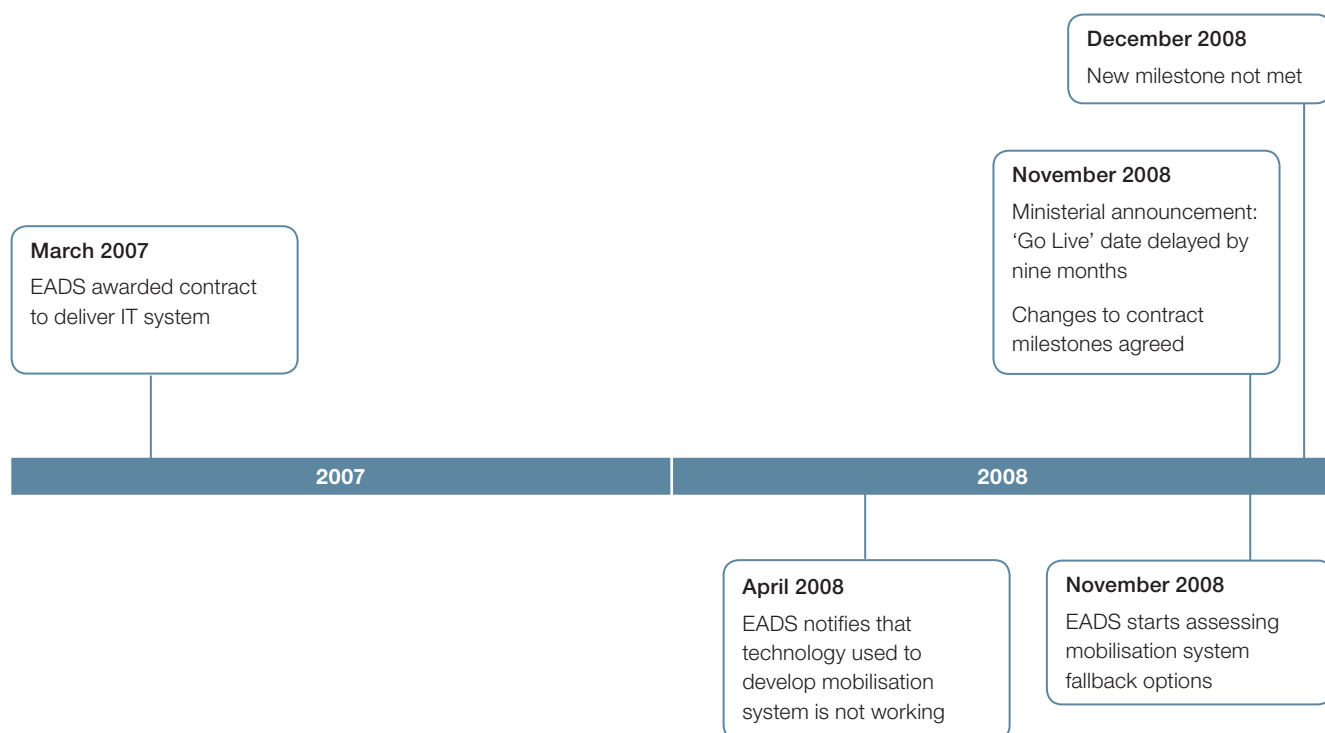 December 2008
New milestone not met
November 2008
Ministerial announcement:
‘Go Live’ date delayed by
nine months
Changes to contract
milestones agreed
March 2007
EADS awarded contract
to deliver IT system
2007
2008
April 2008
EADS notifies that
technology used to
develop mobilisation
system is not working
November 2008
EADS starts assessing
mobilisation system
fallback options